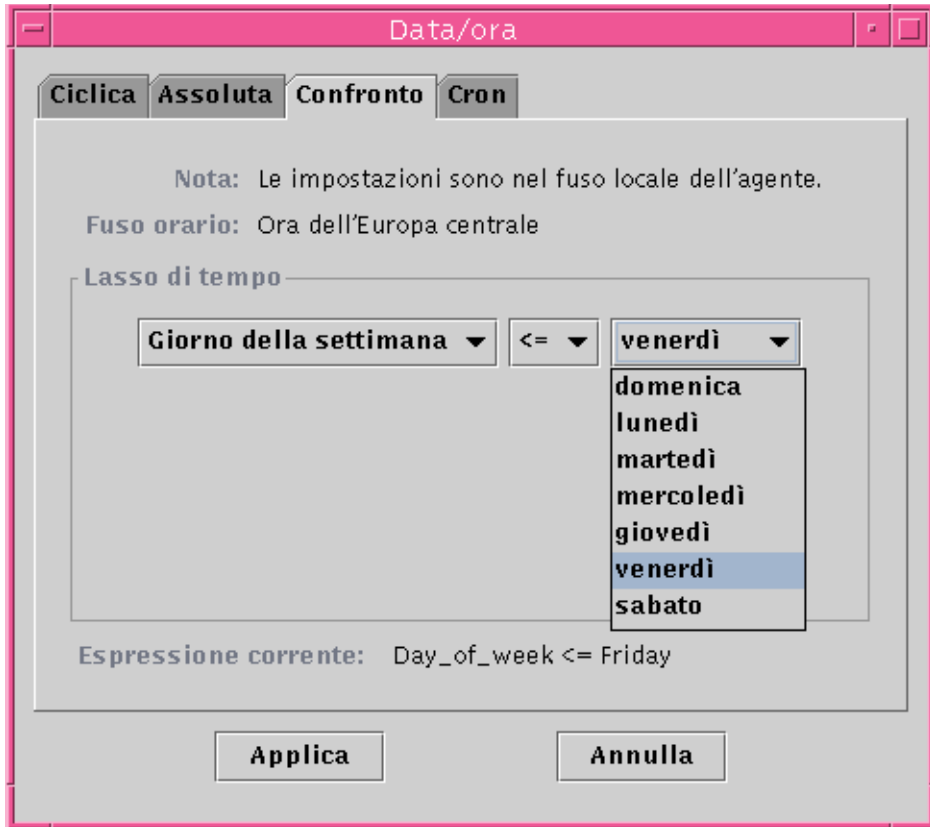 Data/ora
Ciclica Assoluta Confronto Cron
Nota: Le impostazioni sono nel fuso locale dell'agente.
Fuso orario: Ora dell'Europa centrale
Lasso di tempo
Giorno della settimana <= venerdì
domenica
lunedì
martedì
mercoledì
giovedì
venerdì
sabato
Espressione corrente: Day_of_week <= Friday
Applica Annulla